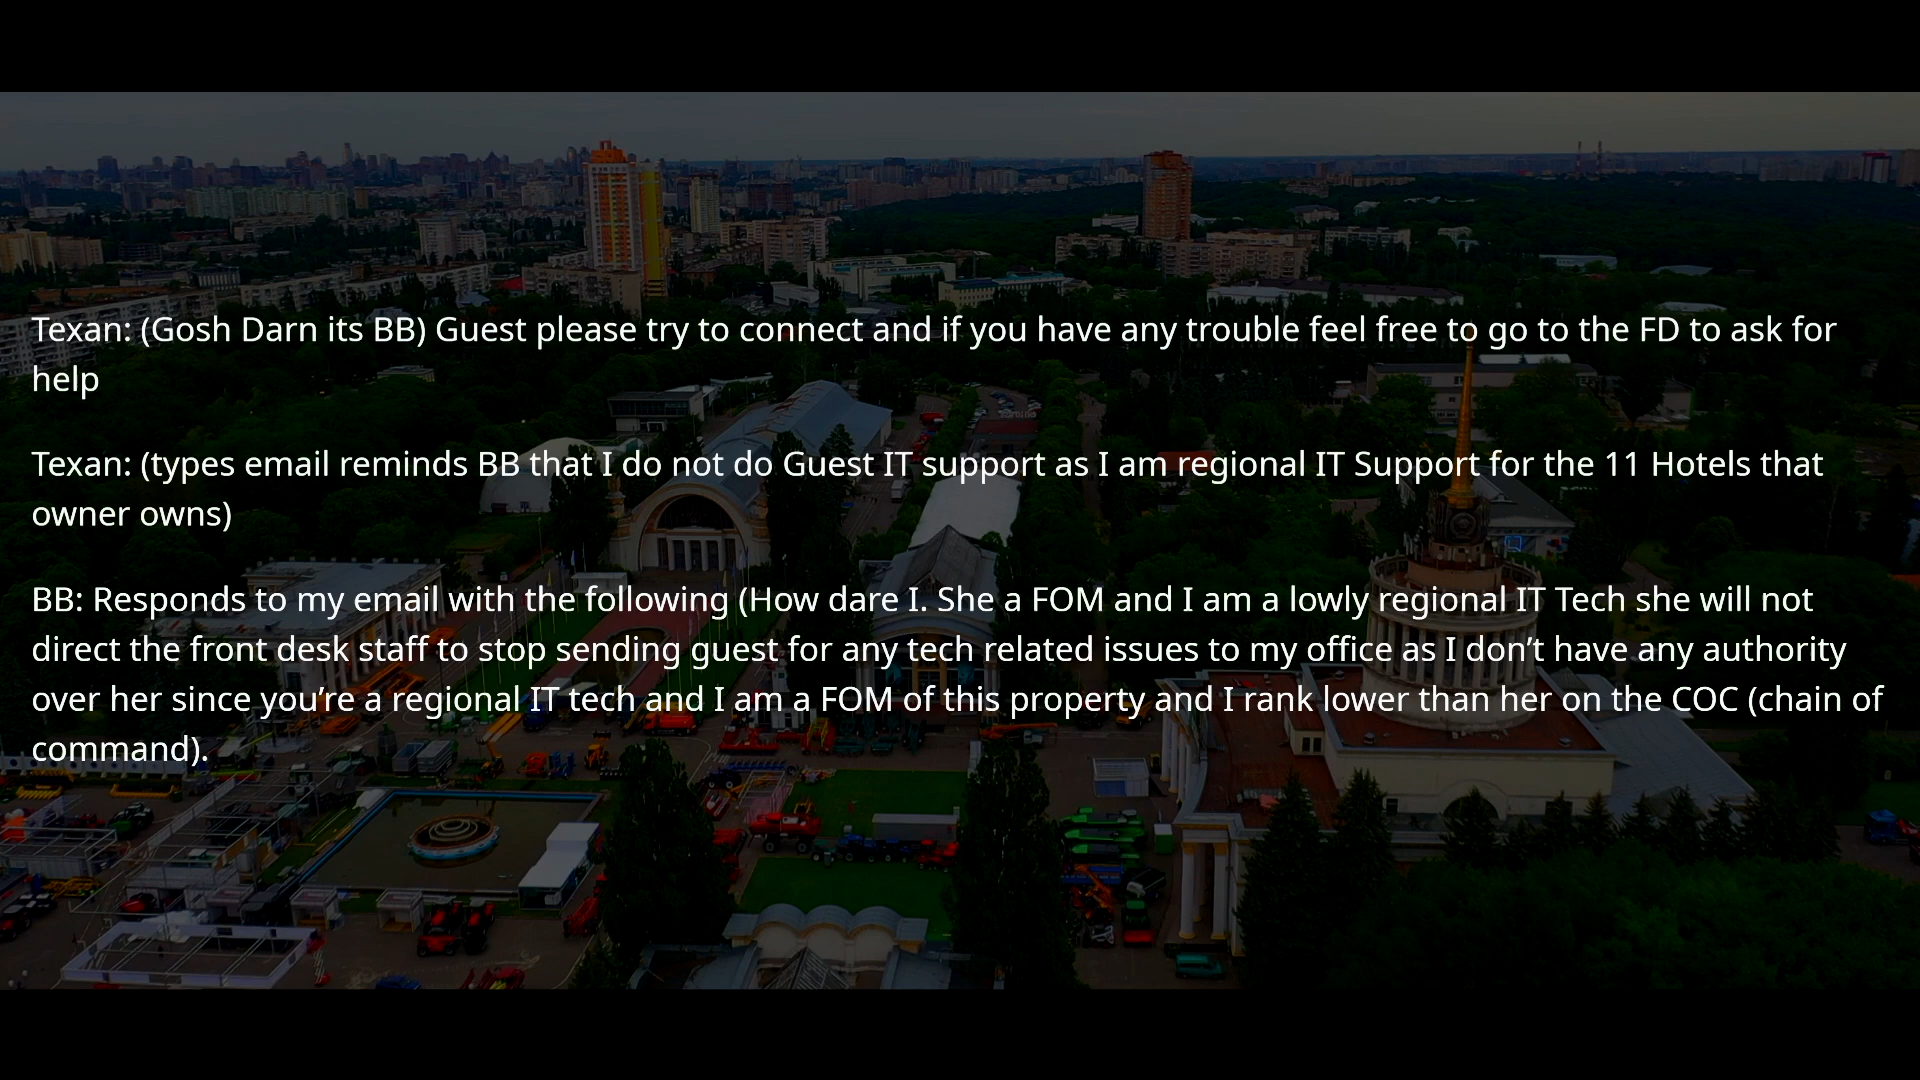 Texan: (Gosh Darn its BB) Guest please try to connect and if you have any trouble feel free to go to the FD to ask for
help
Texan: (types email reminds BB that I do not do Guest IT support as I am regional IT Support for the 11 Hotels that
owner owns)
BB: Responds to my email with the following (How dare I. She a FOM and I am a lowly regional IT Tech she will not
direct the front desk staff to stop sending guest for any tech related issues to my office as I don’t have any authority
over her since you’re a regional IT tech and I am a FOM of this property and I rank lower than her on the COC (chain of
command).